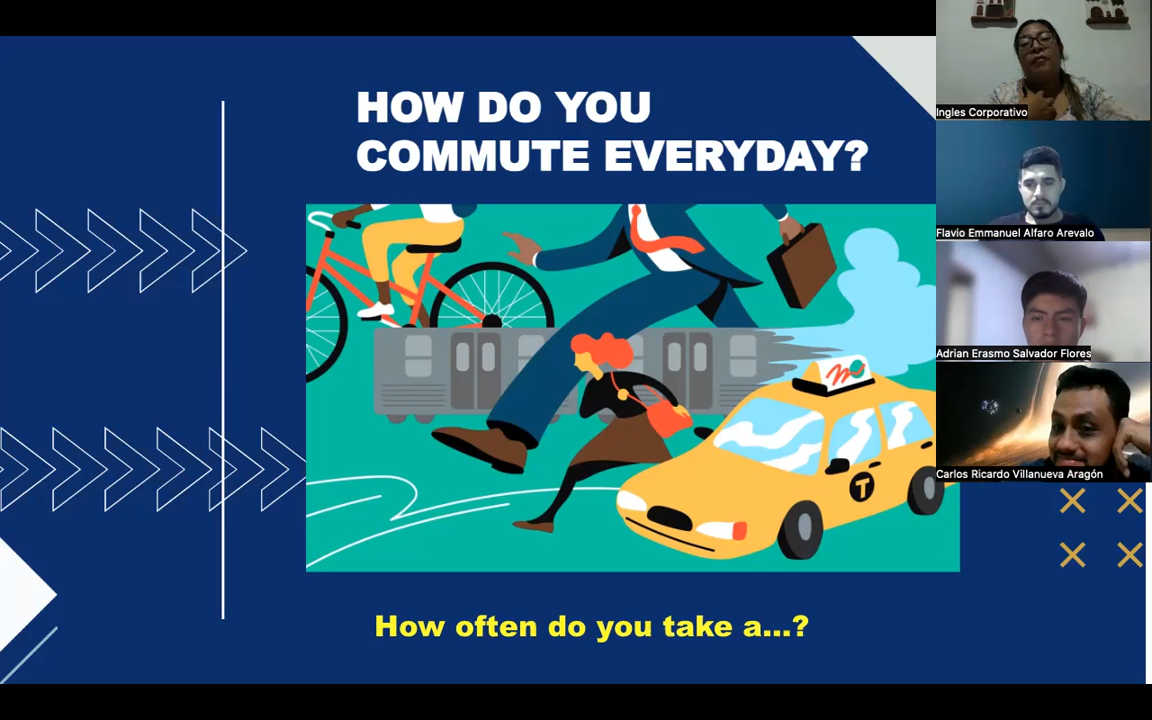 HOW DO YOU
COMMUTE EVERYDAY?
T
How often do you take a...?
Ingles Corporativo
Flavio Emmanuel Alfaro Arevalo
Adrian Erasmo Salvador Flores
Carlos Ricardo Villanueva Aragón